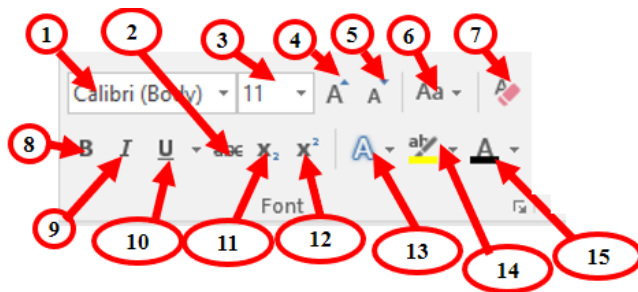 1 2 3 4 5 6 7
Calibri (Body) 11 A A Aa A
8 B I U abc X₂ X² A ab A
Font
9 10 11 12 13 14 15